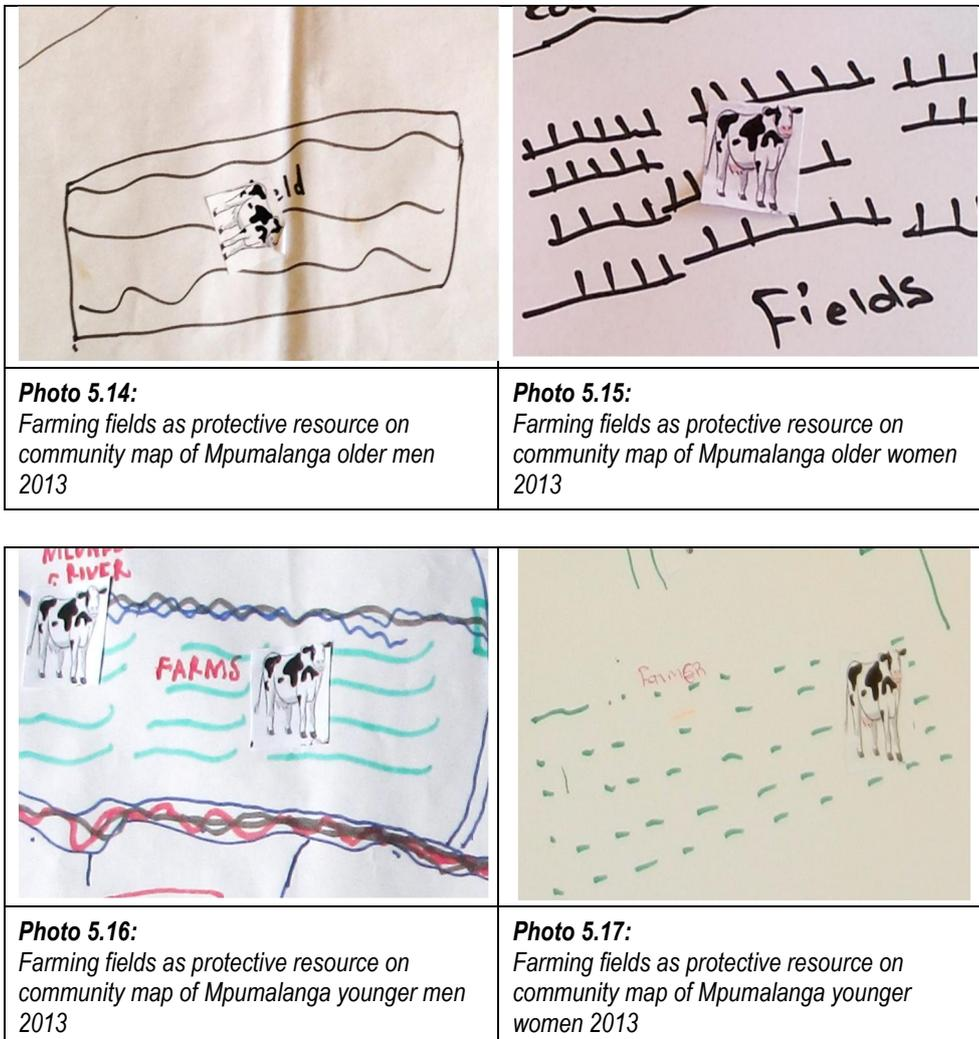 Fields
Photo 5.14:
Farming fields as protective resource on
community map of Mpumalanga older men
2013
Photo 5.15:
Farming fields as protective resource on
community map of Mpumalanga older women
2013
RIVER
FARMS
Farmer
Photo 5.16:
Farming fields as protective resource on
community map of Mpumalanga younger men
2013
Photo 5.17:
Farming fields as protective resource on
community map of Mpumalanga younger
women 2013